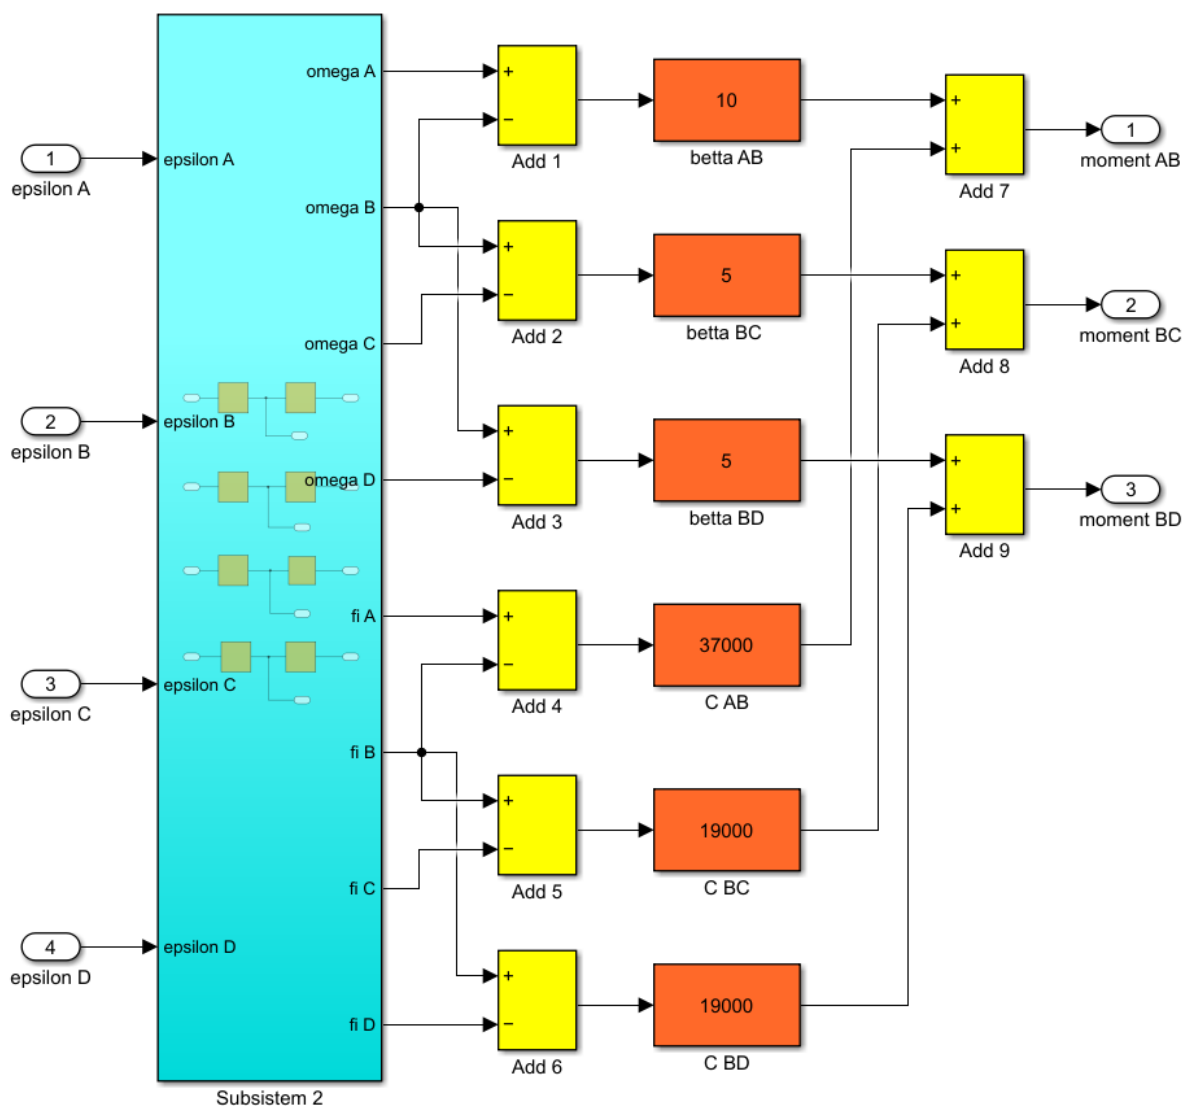 1
epsilon A
2
epsilon B
3
epsilon C
4
epsilon D
epsilon A
epsilon B
epsilon C
epsilon D
omega A
omega B
omega C
omega D
fi A
fi B
fi C
fi D
Subsistem 2
+
−
Add 1
+
−
Add 2
+
−
Add 3
+
−
Add 4
+
−
Add 5
+
−
Add 6
10
betta AB
5
betta BC
5
betta BD
37000
C AB
19000
C BC
19000
C BD
+
+
Add 7
+
+
Add 8
+
+
Add 9
1
moment AB
2
moment BC
3
moment BD